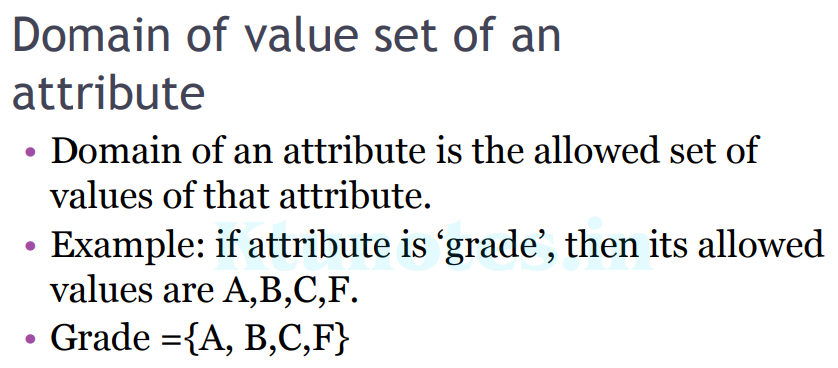 Domain of value set of an
attribute
• Domain of an attribute is the allowed set of
values of that attribute.
• Example: if attribute is ‘grade’, then its allowed
values are A,B,C,F.
• Grade ={A, B,C,F}
Ktunotes.in